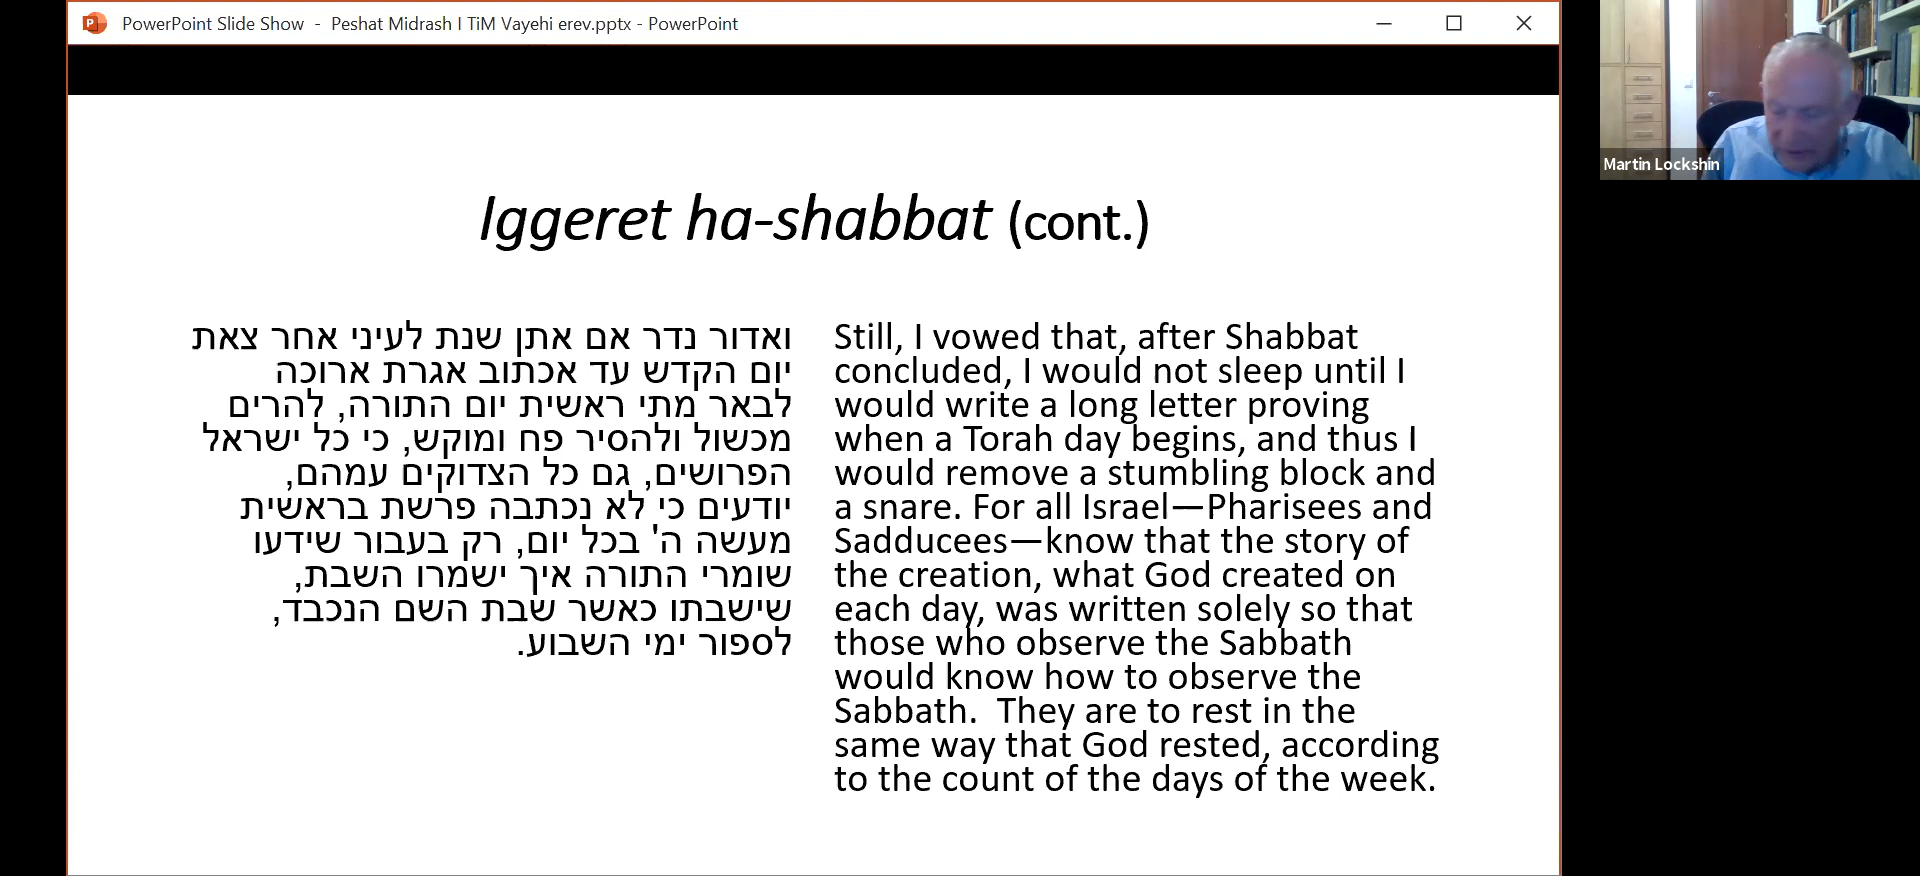 PowerPoint Slide Show - Peshat Midrash I TiM Vayehi erev.pptx - PowerPoint
Martin Lockshin
Iggeret ha-shabbat (cont.)
ואדור נדר אם אתן שנת לעיני אחר צאת
יום הקדש עד אכתוב אגרת ארוכה
לבאר מתי ראשית יום התורה, להרים
מכשול ולהסיר פח ומוקש, כי כל ישראל
הפרושים, גם כל הצדוקים עמהם,
יודעים כי לא נכתבה פרשת בראשית
מעשה ה' בכל יום, רק בעבור שידעו
שומרי התורה איך ישמרו השבת,
שישבתו כאשר שבת השם הנכבד,
לספור ימי השבוע.
Still, I vowed that, after Shabbat
concluded, I would not sleep until I
would write a long letter proving
when a Torah day begins, and thus I
would remove a stumbling block and
a snare. For all Israel—Pharisees and
Sadducees—know that the story of
the creation, what God created on
each day, was written solely so that
those who observe the Sabbath
would know how to observe the
Sabbath.  They are to rest in the
same way that God rested, according
to the count of the days of the week.